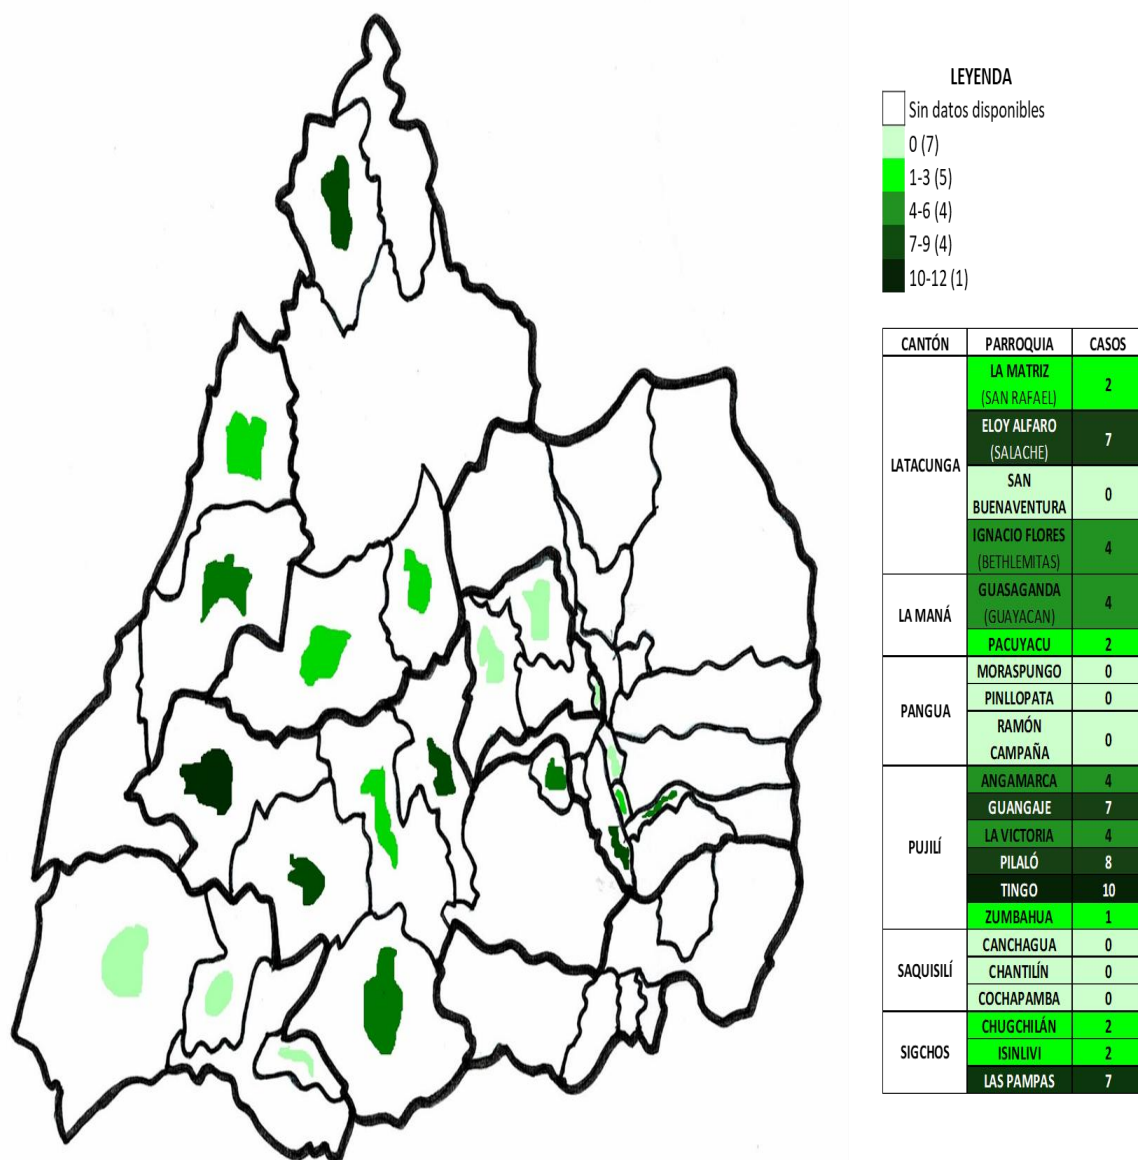 LEYENDA
Sin datos disponibles
0 (7)
1-3 (5)
4-6 (4)
7-9 (4)
10-12 (1)
CANTÓN PARROQUIA CASOS
LATACUNGA
LA MATRIZ
(SAN RAFAEL)
2
ELOY ALFARO
(SALACHE)
7
SAN
BUENAVENTURA
0
IGNACIO FLORES
(BETHLEMITAS)
4
LA MANÁ
GUASAGANDA
(GUAYACAN)
4
PACUYACU 2
PANGUA
MORASPUNGO 0
PINLLOPATA 0
RAMÓN
CAMPAÑA
0
PUJILÍ
ANGAMARCA 4
GUANGAJE 7
LA VICTORIA 4
PILALÓ 8
TINGO 10
ZUMBAHUA 1
SAQUISILÍ
CANCHAGUA 0
CHANTILÍN 0
COCHAPAMBA 0
SIGCHOS
CHUGCHILÁN 2
ISINLIVI 2
LAS PAMPAS 7